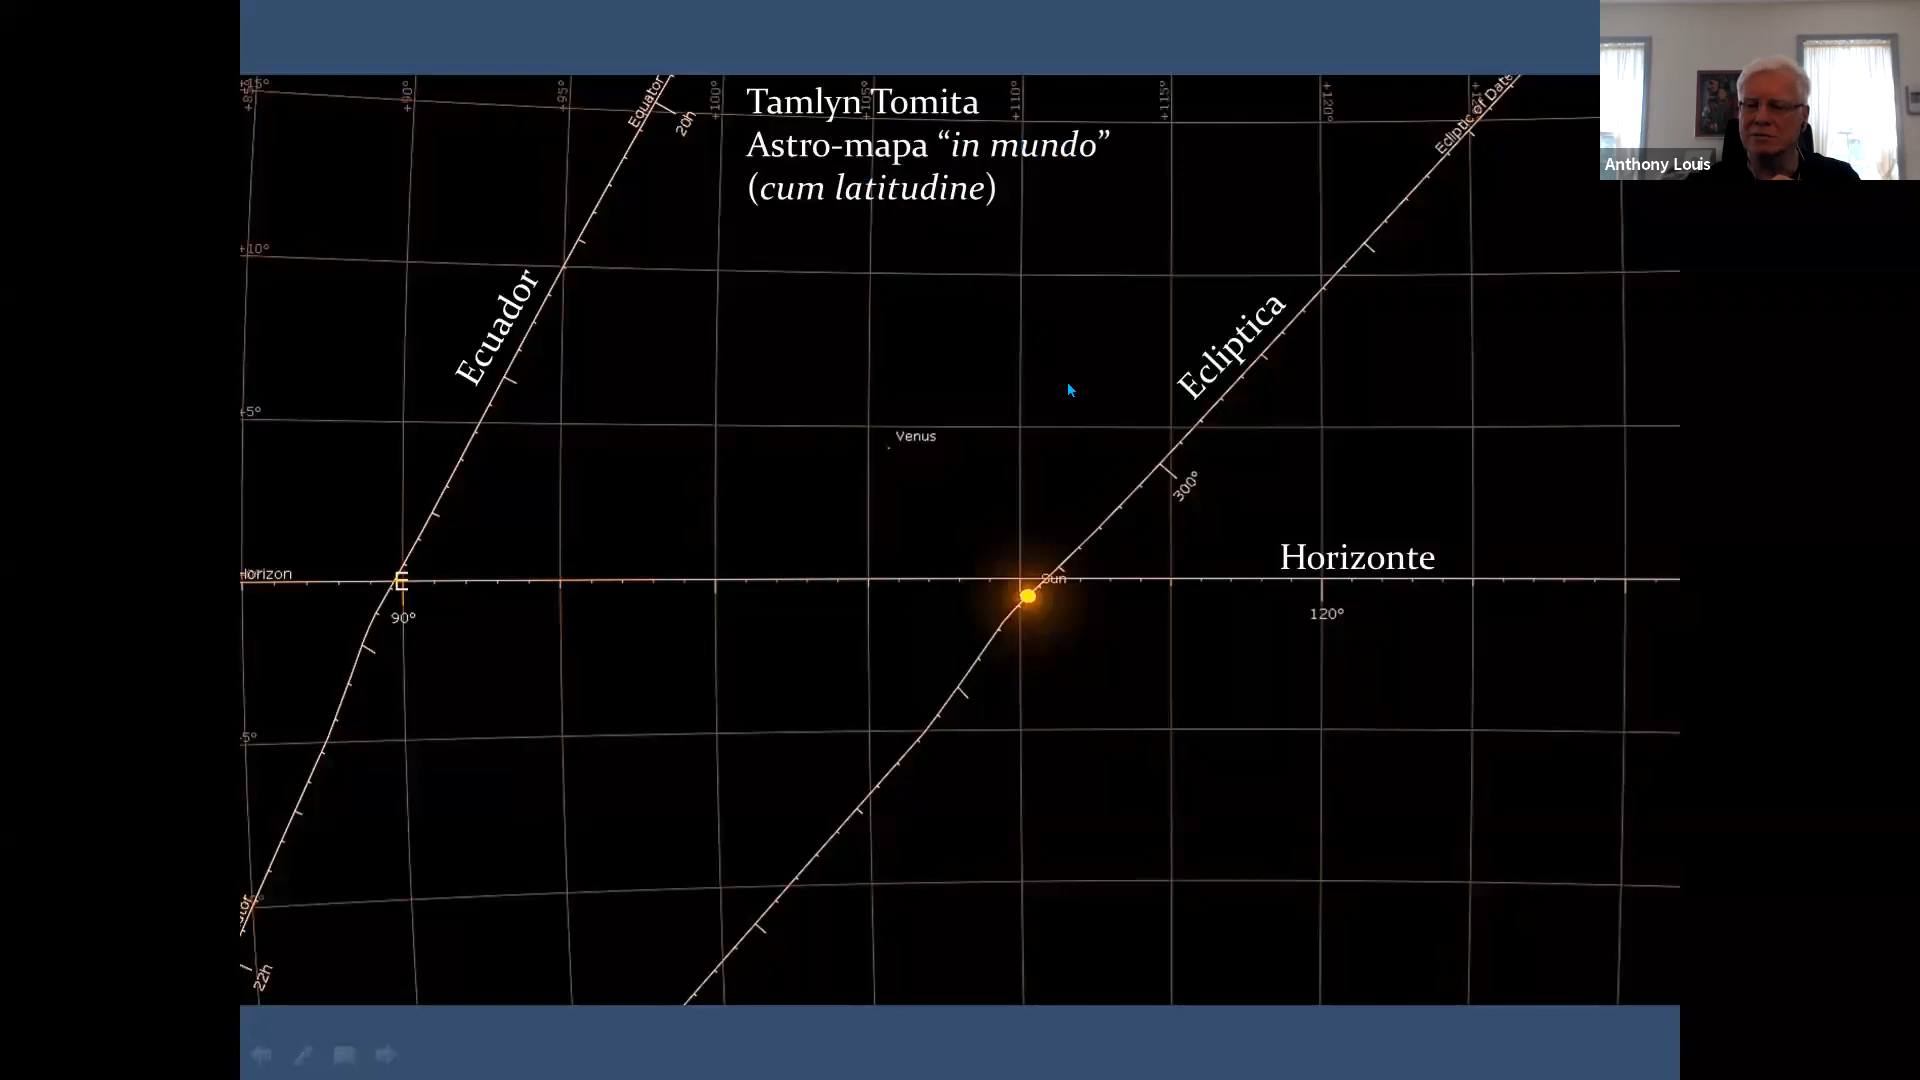 +15°
+85°
+90°
+95°
+100°
+105°
+110°
+115°
+120°
Equator
20h
Tamlyn Tomita
Astro-mapa “in mundo”
(cum latitudine)
Ecliptic of Date
Anthony Louis
+10°
Ecuador
Ecliptica
+5°
Venus
300°
Horizonte
Horizon
E
Sun
90°
120°
-5°
22h